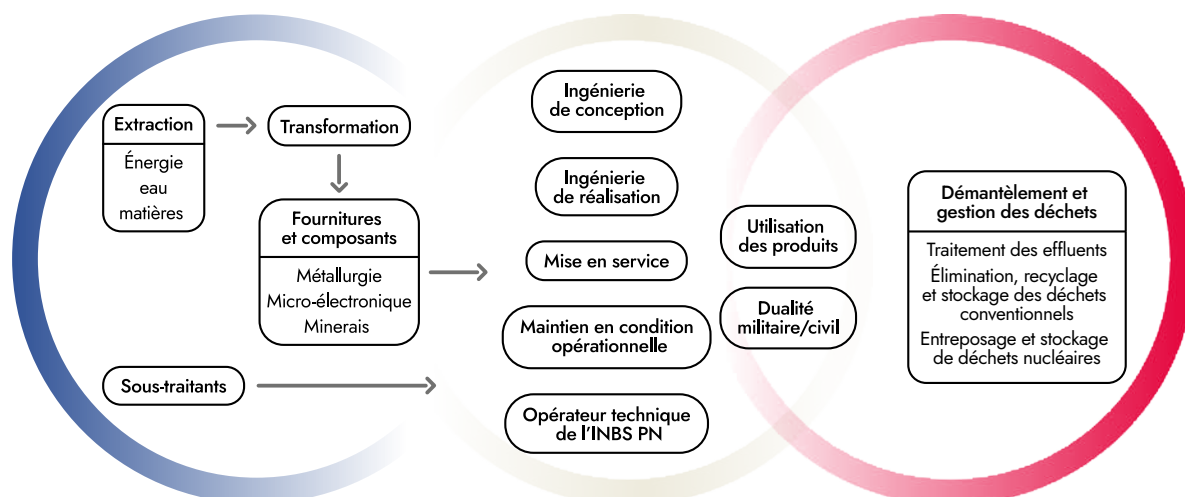 Extraction
Énergie
eau
matières
Transformation
Fournitures
et composants
Métallurgie
Micro-électronique
Minerais
Sous-traitants
Ingénierie
de conception
Ingénierie
de réalisation
Mise en service
Maintien en condition
opérationnelle
Opérateur technique
de l'INBS PN
Utilisation
des produits
Dualité
militaire/civil
Démantèlement et
gestion des déchets
Traitement des effluents
Élimination, recyclage
et stockage des déchets
conventionnels
Entreposage et stockage
de déchets nucléaires